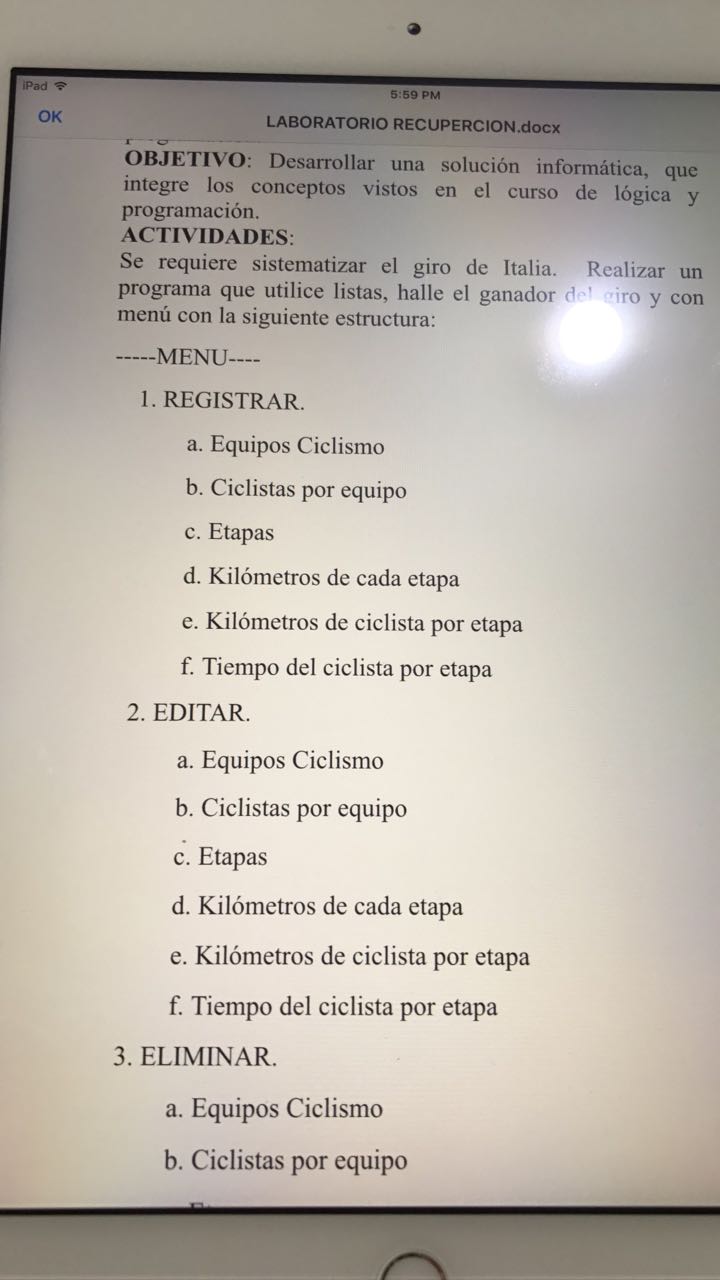 iPad
5:59 PM
OK
LABORATORIO RECUPERCION.docx
OBJETIVO: Desarrollar una solución informática, que
integre los conceptos vistos en el curso de lógica y
programación.
ACTIVIDADES:
Se requiere sistematizar el giro de Italia. Realizar un
programa que utilice listas, halle el ganador del giro y con
menú con la siguiente estructura:
-----MENU----
1. REGISTRAR.
a. Equipos Ciclismo
b. Ciclistas por equipo
c. Etapas
d. Kilómetros de cada etapa
e. Kilómetros de ciclista por etapa
f. Tiempo del ciclista por etapa
2. EDITAR.
a. Equipos Ciclismo
b. Ciclistas por equipo
c. Etapas
d. Kilómetros de cada etapa
e. Kilómetros de ciclista por etapa
f. Tiempo del ciclista por etapa
3. ELIMINAR.
a. Equipos Ciclismo
b. Ciclistas por equipo